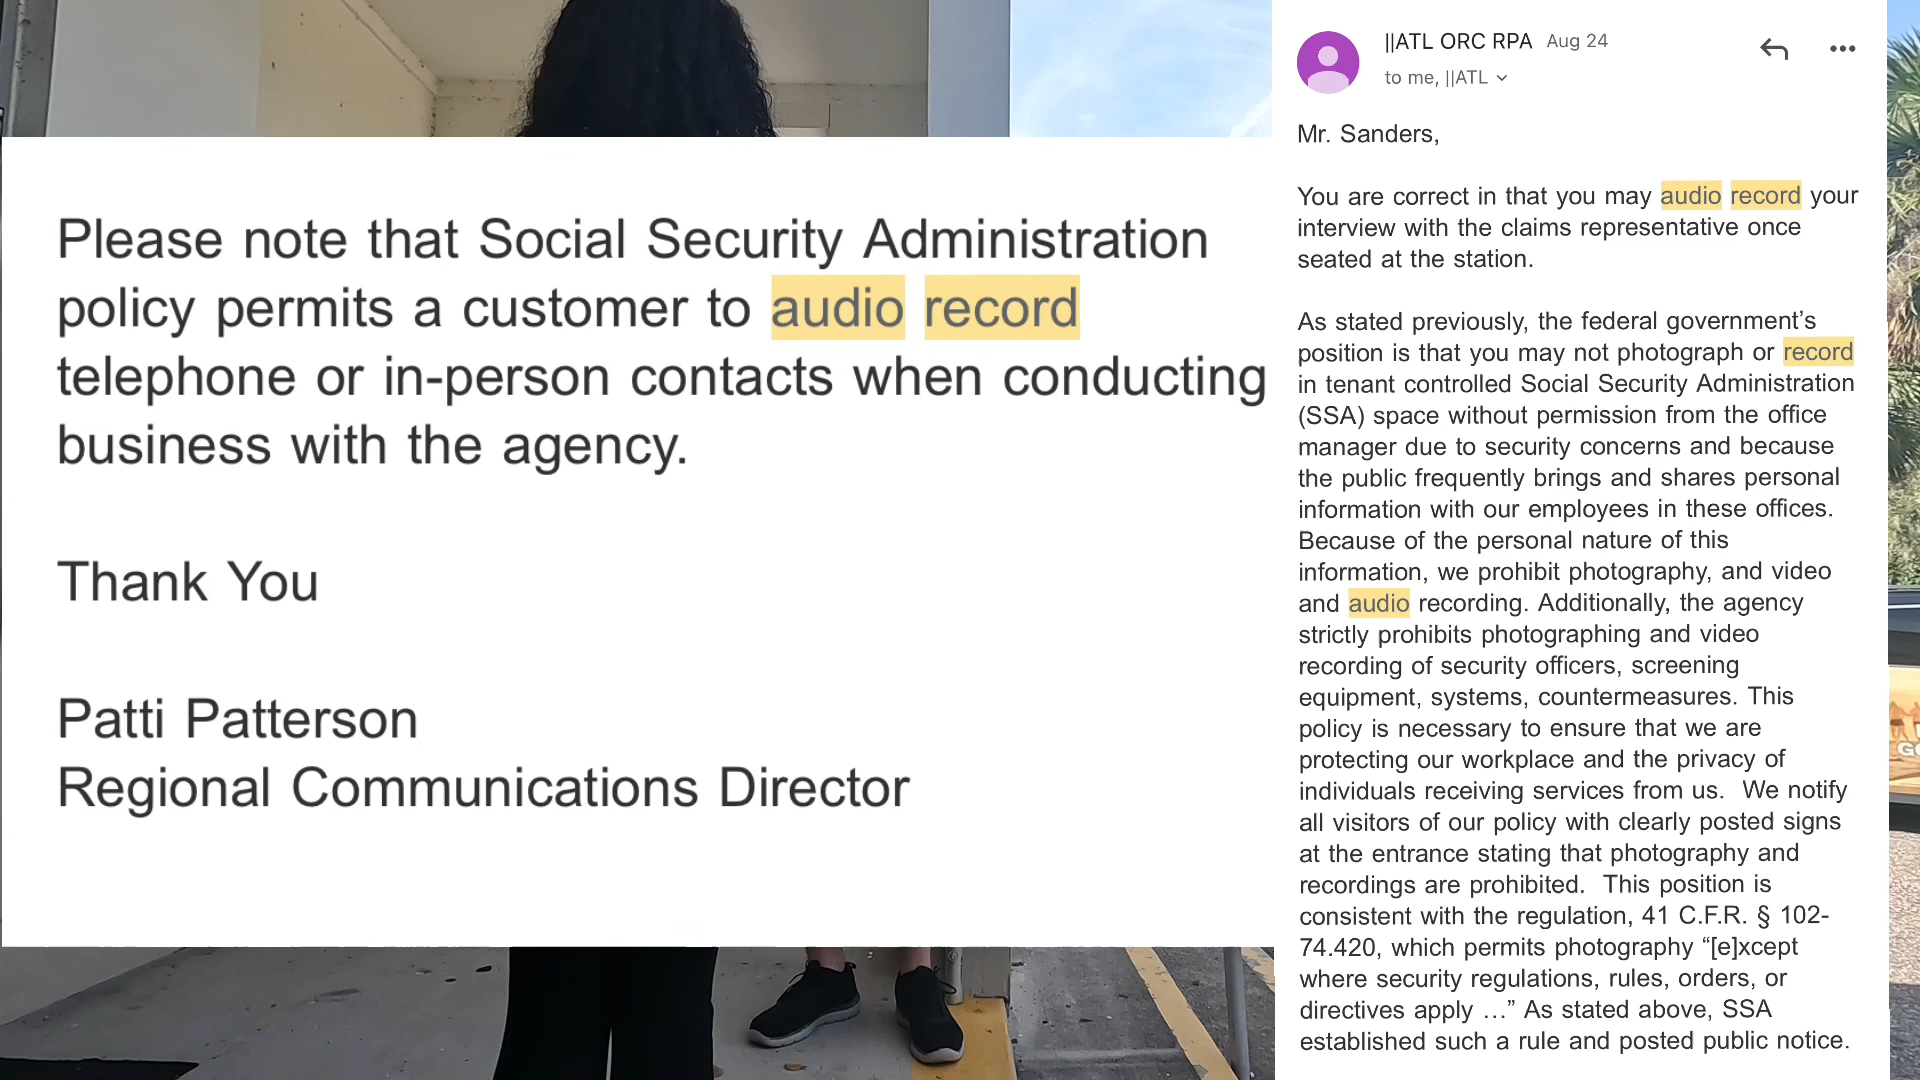 Please note that Social Security Administration
policy permits a customer to audio record
telephone or in-person contacts when conducting
business with the agency.
Thank You
Patti Patterson
Regional Communications Director
||ATL ORC RPA Aug 24
to me, ||ATL
Mr. Sanders,
You are correct in that you may audio record your
interview with the claims representative once
seated at the station.
As stated previously, the federal government’s
position is that you may not photograph or record
in tenant controlled Social Security Administration
(SSA) space without permission from the office
manager due to security concerns and because
the public frequently brings and shares personal
information with our employees in these offices.
Because of the personal nature of this
information, we prohibit photography, and video
and audio recording. Additionally, the agency
strictly prohibits photographing and video
recording of security officers, screening
equipment, systems, countermeasures. This
policy is necessary to ensure that we are
protecting our workplace and the privacy of
individuals receiving services from us. We notify
all visitors of our policy with clearly posted signs
at the entrance stating that photography and
recordings are prohibited. This position is
consistent with the regulation, 41 C.F.R. § 102-
74.420, which permits photography “[e]xcept
where security regulations, rules, orders, or
directives apply …” As stated above, SSA
established such a rule and posted public notice.